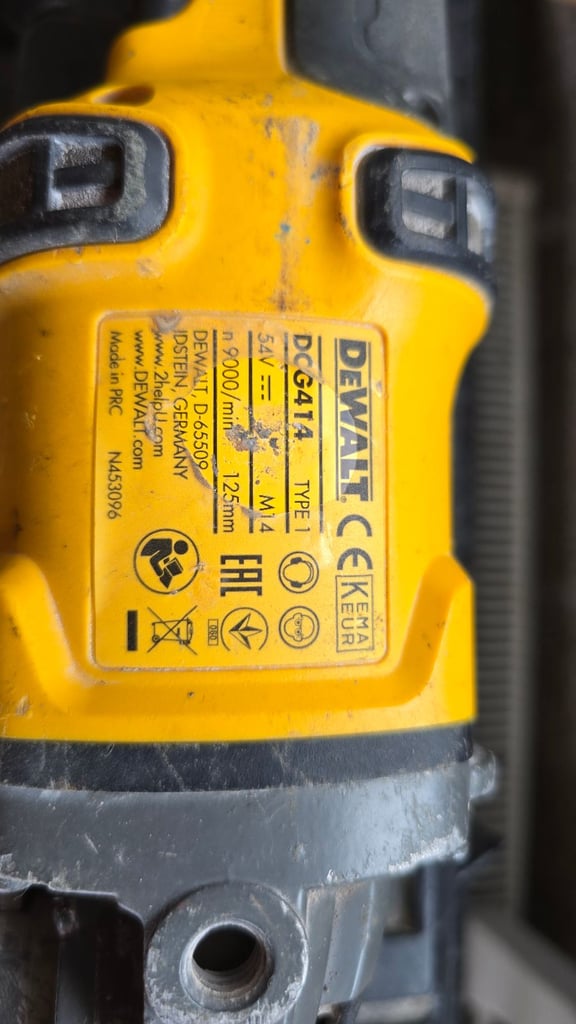 DEWALT
DCG414 TYPE 1
54V M14
n 9000/min 125mm
DEWALT, D-65509
IDSTEIN, GERMANY
www.2helpU.com
www.DEWALT.com
Made in PRC N453096
CE
KEMA
KEUR
EAC
080